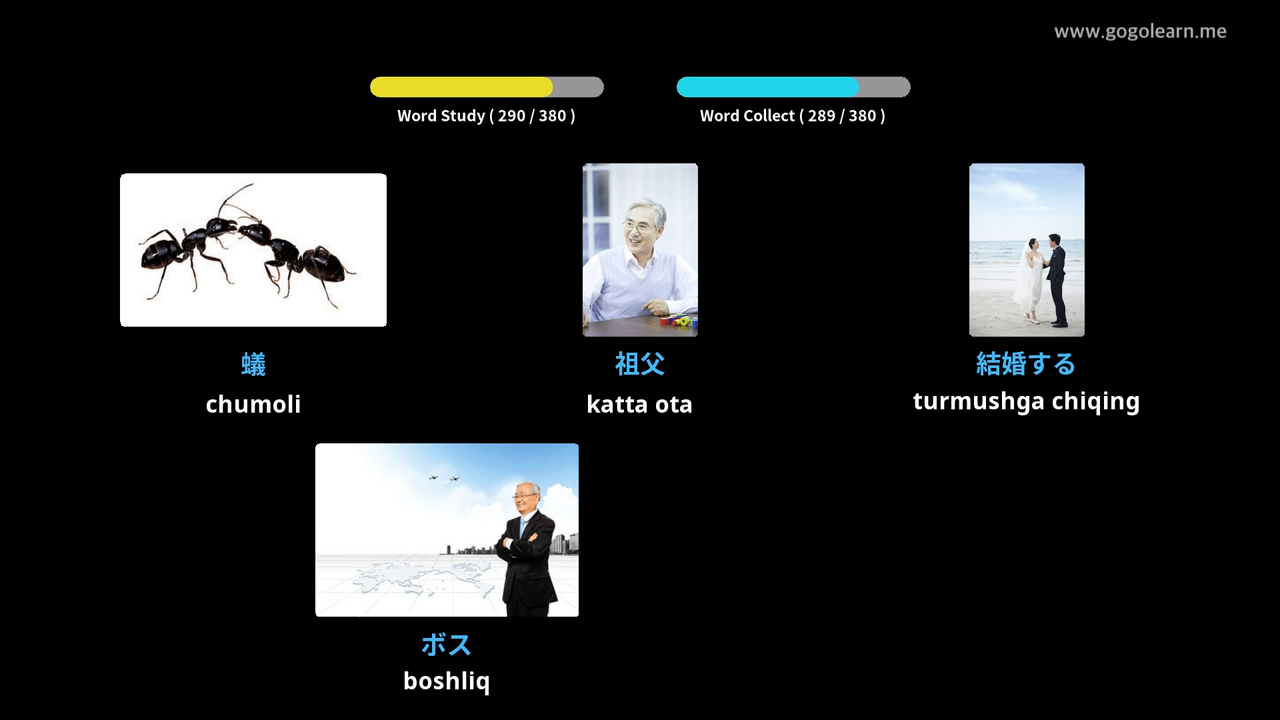 www.gogolearn.me
Word Study ( 290 / 380 )
Word Collect ( 289 / 380 )
蟻
chumoli
祖父
katta ota
結婚する
turmushga chiqing
ボス
boshliq